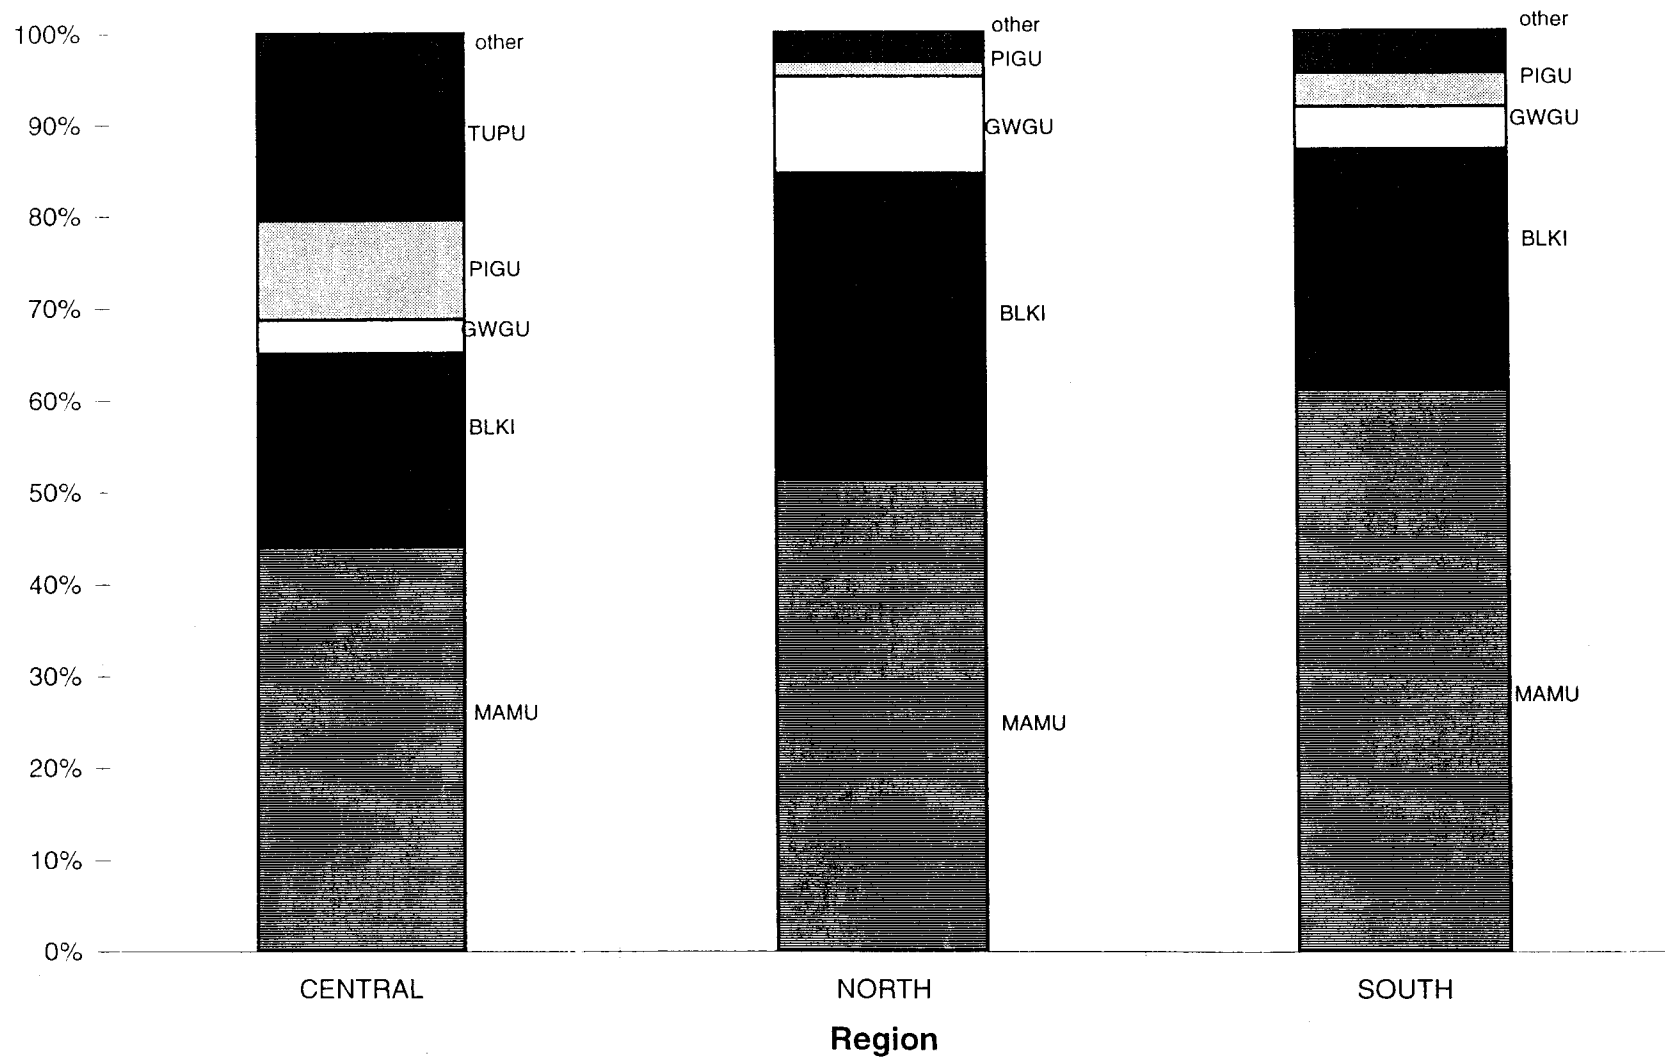 100%
90%
80%
70%
60%
50%
40%
30%
20%
10%
0%
other
TUPU
PIGU
GWGU
BLKI
MAMU
other
PIGU
GWGU
BLKI
MAMU
other
PIGU
GWGU
BLKI
MAMU
CENTRAL
NORTH
SOUTH
Region